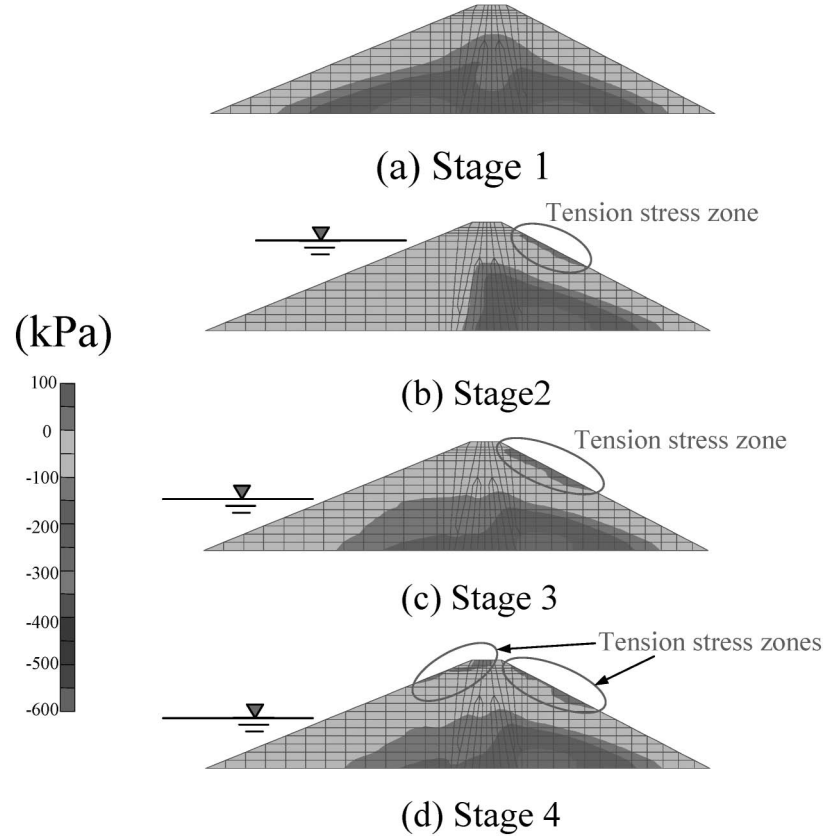 (a) Stage 1
Tension stress zone
(b) Stage2
(kPa)
100
0
-100
-200
-300
-400
-500
-600
Tension stress zone
(c) Stage 3
Tension stress zones
(d) Stage 4